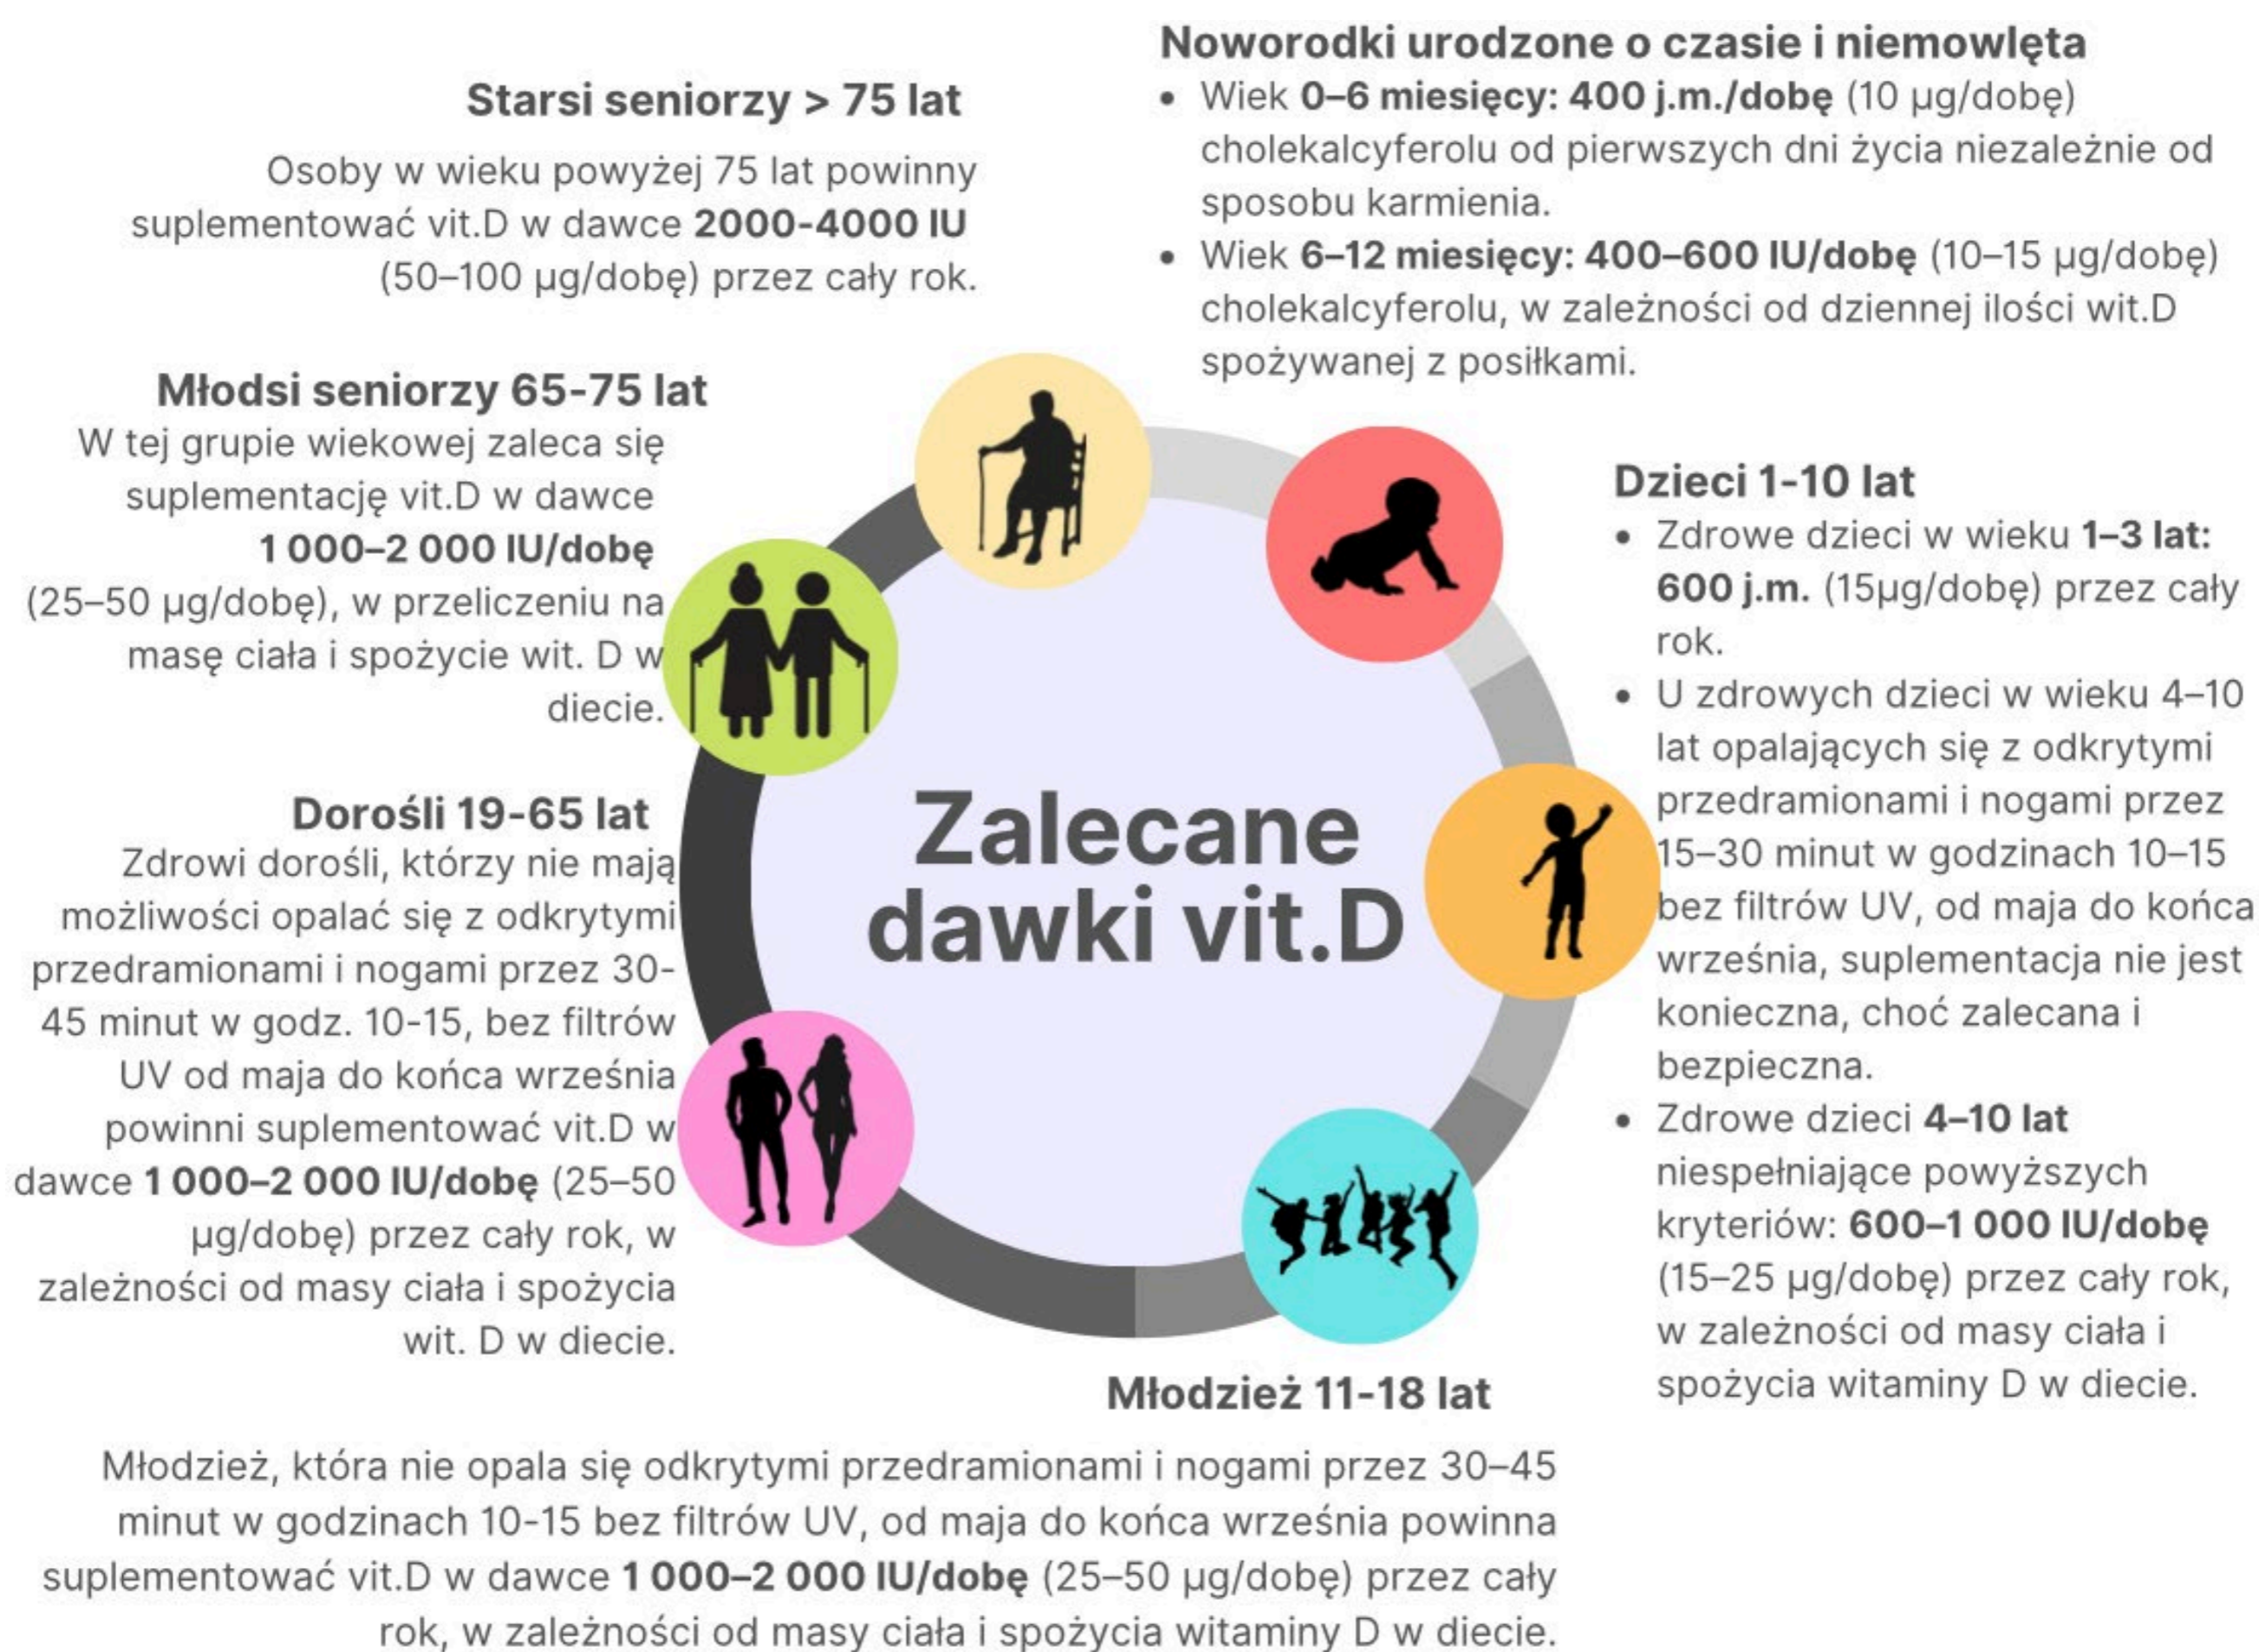 Noworodki urodzone o czasie i niemowlęta
• Wiek 0–6 miesięcy: 400 j.m./dobę (10 µg/dobę)
cholekalcyferolu od pierwszych dni życia niezależnie od
sposobu karmienia.
• Wiek 6–12 miesięcy: 400–600 IU/dobę (10–15 µg/dobę)
cholekalcyferolu, w zależności od dziennej ilości wit.D
spożywanej z posiłkami.
Dzieci 1-10 lat
• Zdrowe dzieci w wieku 1–3 lat:
600 j.m. (15µg/dobę) przez cały
rok.
• U zdrowych dzieci w wieku 4–10
lat opalających się z odkrytymi
przedramionami i nogami przez
15–30 minut w godzinach 10–15
bez filtrów UV, od maja do końca
września, suplementacja nie jest
konieczna, choć zalecana i
bezpieczna.
• Zdrowe dzieci 4–10 lat
niespełniające powyższych
kryteriów: 600–1 000 IU/dobę
(15–25 µg/dobę) przez cały rok,
w zależności od masy ciała i
spożycia witaminy D w diecie.
Młodzież 11-18 lat
Młodzież, która nie opala się odkrytymi przedramionami i nogami przez 30–45
minut w godzinach 10-15 bez filtrów UV, od maja do końca września powinna
suplementować vit.D w dawce 1 000–2 000 IU/dobę (25–50 µg/dobę) przez cały
rok, w zależności od masy ciała i spożycia witaminy D w diecie.
Dorośli 19-65 lat
Zdrowi dorośli, którzy nie mają
możliwości opalać się z odkrytymi
przedramionami i nogami przez 30-
45 minut w godz. 10-15, bez filtrów
UV od maja do końca września
powinni suplementować vit.D w
dawce 1 000–2 000 IU/dobę (25–50
µg/dobę) przez cały rok, w
zależności od masy ciała i spożycia
wit. D w diecie.
Młodsi seniorzy 65-75 lat
W tej grupie wiekowej zaleca się
suplementację vit.D w dawce
1 000–2 000 IU/dobę
(25–50 µg/dobę), w przeliczeniu na
masę ciała i spożycie wit. D w
diecie.
Starsi seniorzy > 75 lat
Osoby w wieku powyżej 75 lat powinny
suplementować vit.D w dawce 2000-4000 IU
(50–100 µg/dobę) przez cały rok.
Zalecane
dawki vit.D